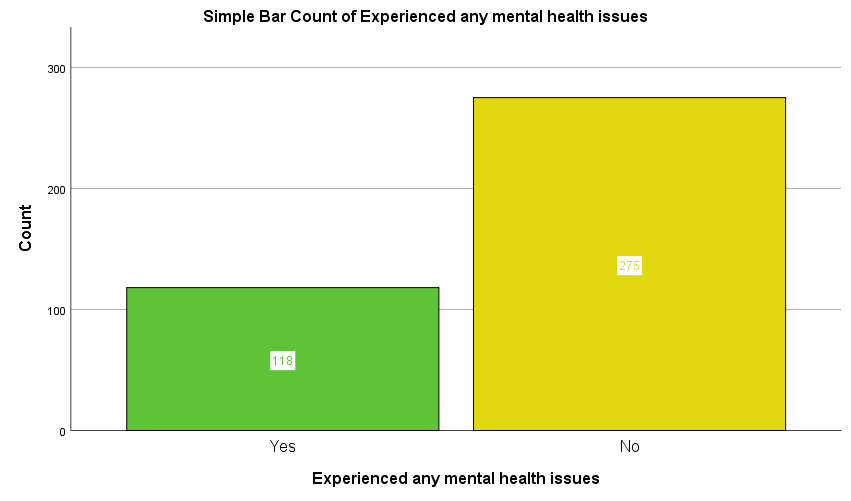 Simple Bar Count of Experienced any mental health issues
300
200
100
0
Count
118
275
Yes
No
Experienced any mental health issues